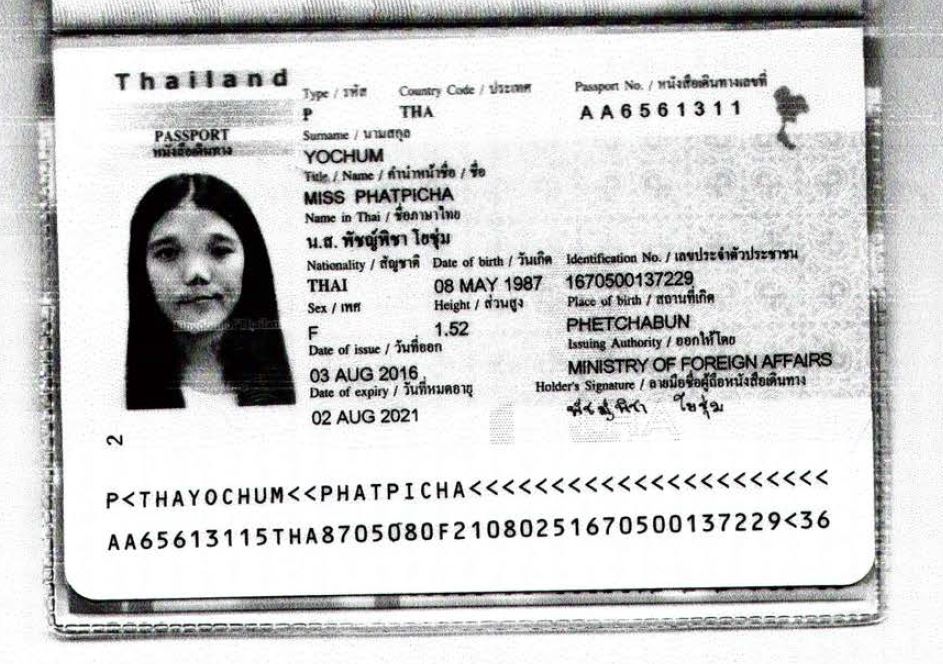 Thailand
Type / รหัส Country Code / ประเทศ Passport No. / หนังสือเดินทางเลขที่
P THA AA6561311
PASSPORT
หนังสือเดินทาง
Surname / นามสกุล
YOCHUM
Title / Name / คำนำหน้าชื่อ / ชื่อ
MISS PHATPICHA
Name in Thai / ชื่อภาษาไทย
น.ส. พัชญ์พิชา โยชุ่ม
Nationality / สัญชาติ Date of birth / วันเกิด Identification No. / เลขประจำตัวประชาชน
THAI 08 MAY 1987 1670500137229
Sex / เพศ Height / ส่วนสูง Place of birth / สถานที่เกิด
F 1.52 PHETCHABUN
Date of issue / วันที่ออก Issuing Authority / ออกให้โดย
03 AUG 2016 MINISTRY OF FOREIGN AFFAIRS
Date of expiry / วันที่หมดอายุ Holder's Signature / ลายมือชื่อผู้ถือหนังสือเดินทาง
02 AUG 2021 พัชญ์พิชา โยชุ่ม
2
P<THAYOCHUM<<PHATPICHA<<<<<<<<<<<<<<<<<<<<<<
AA65613115THA8705080F21080251670500137229<36